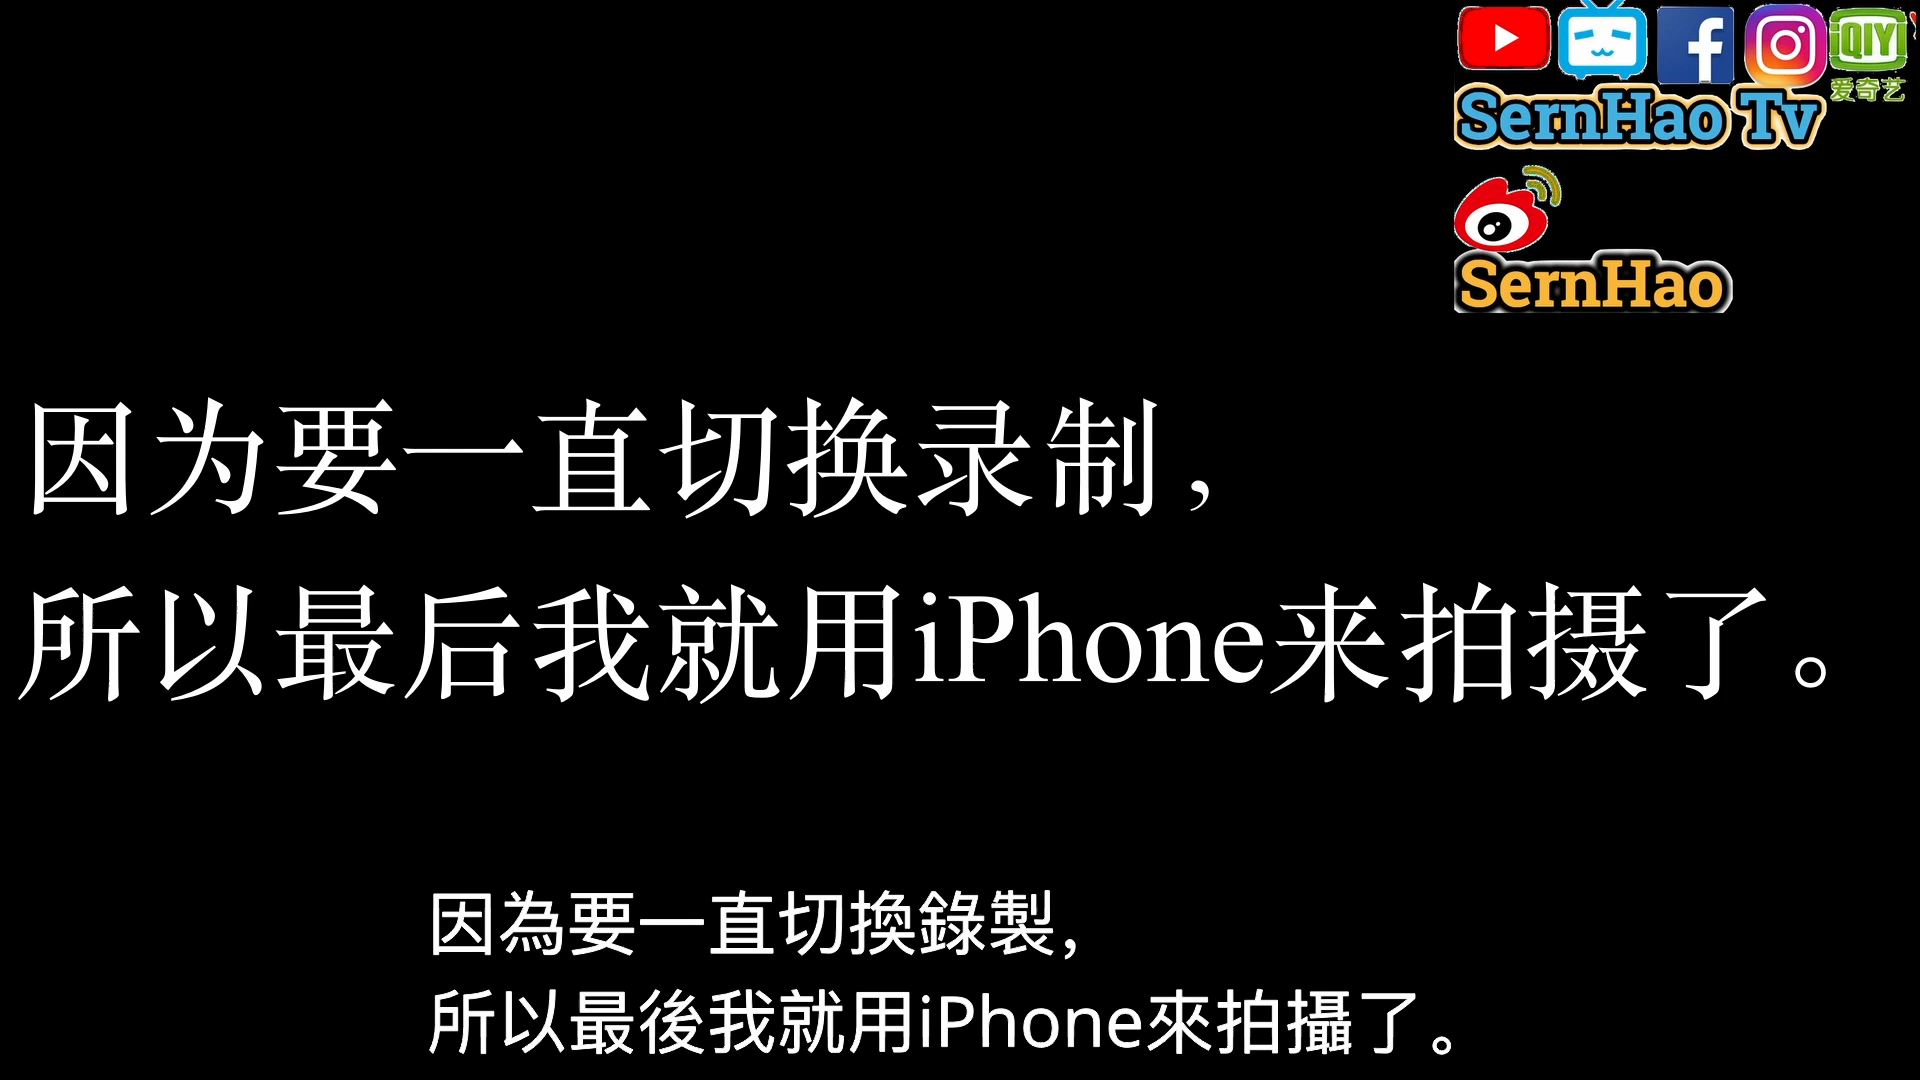 iQIYI
爱奇艺
SernHao Tv
SernHao
因为要一直切换录制，
所以最后我就用iPhone来拍摄了。
因為要一直切換錄製，
所以最後我就用iPhone來拍攝了。